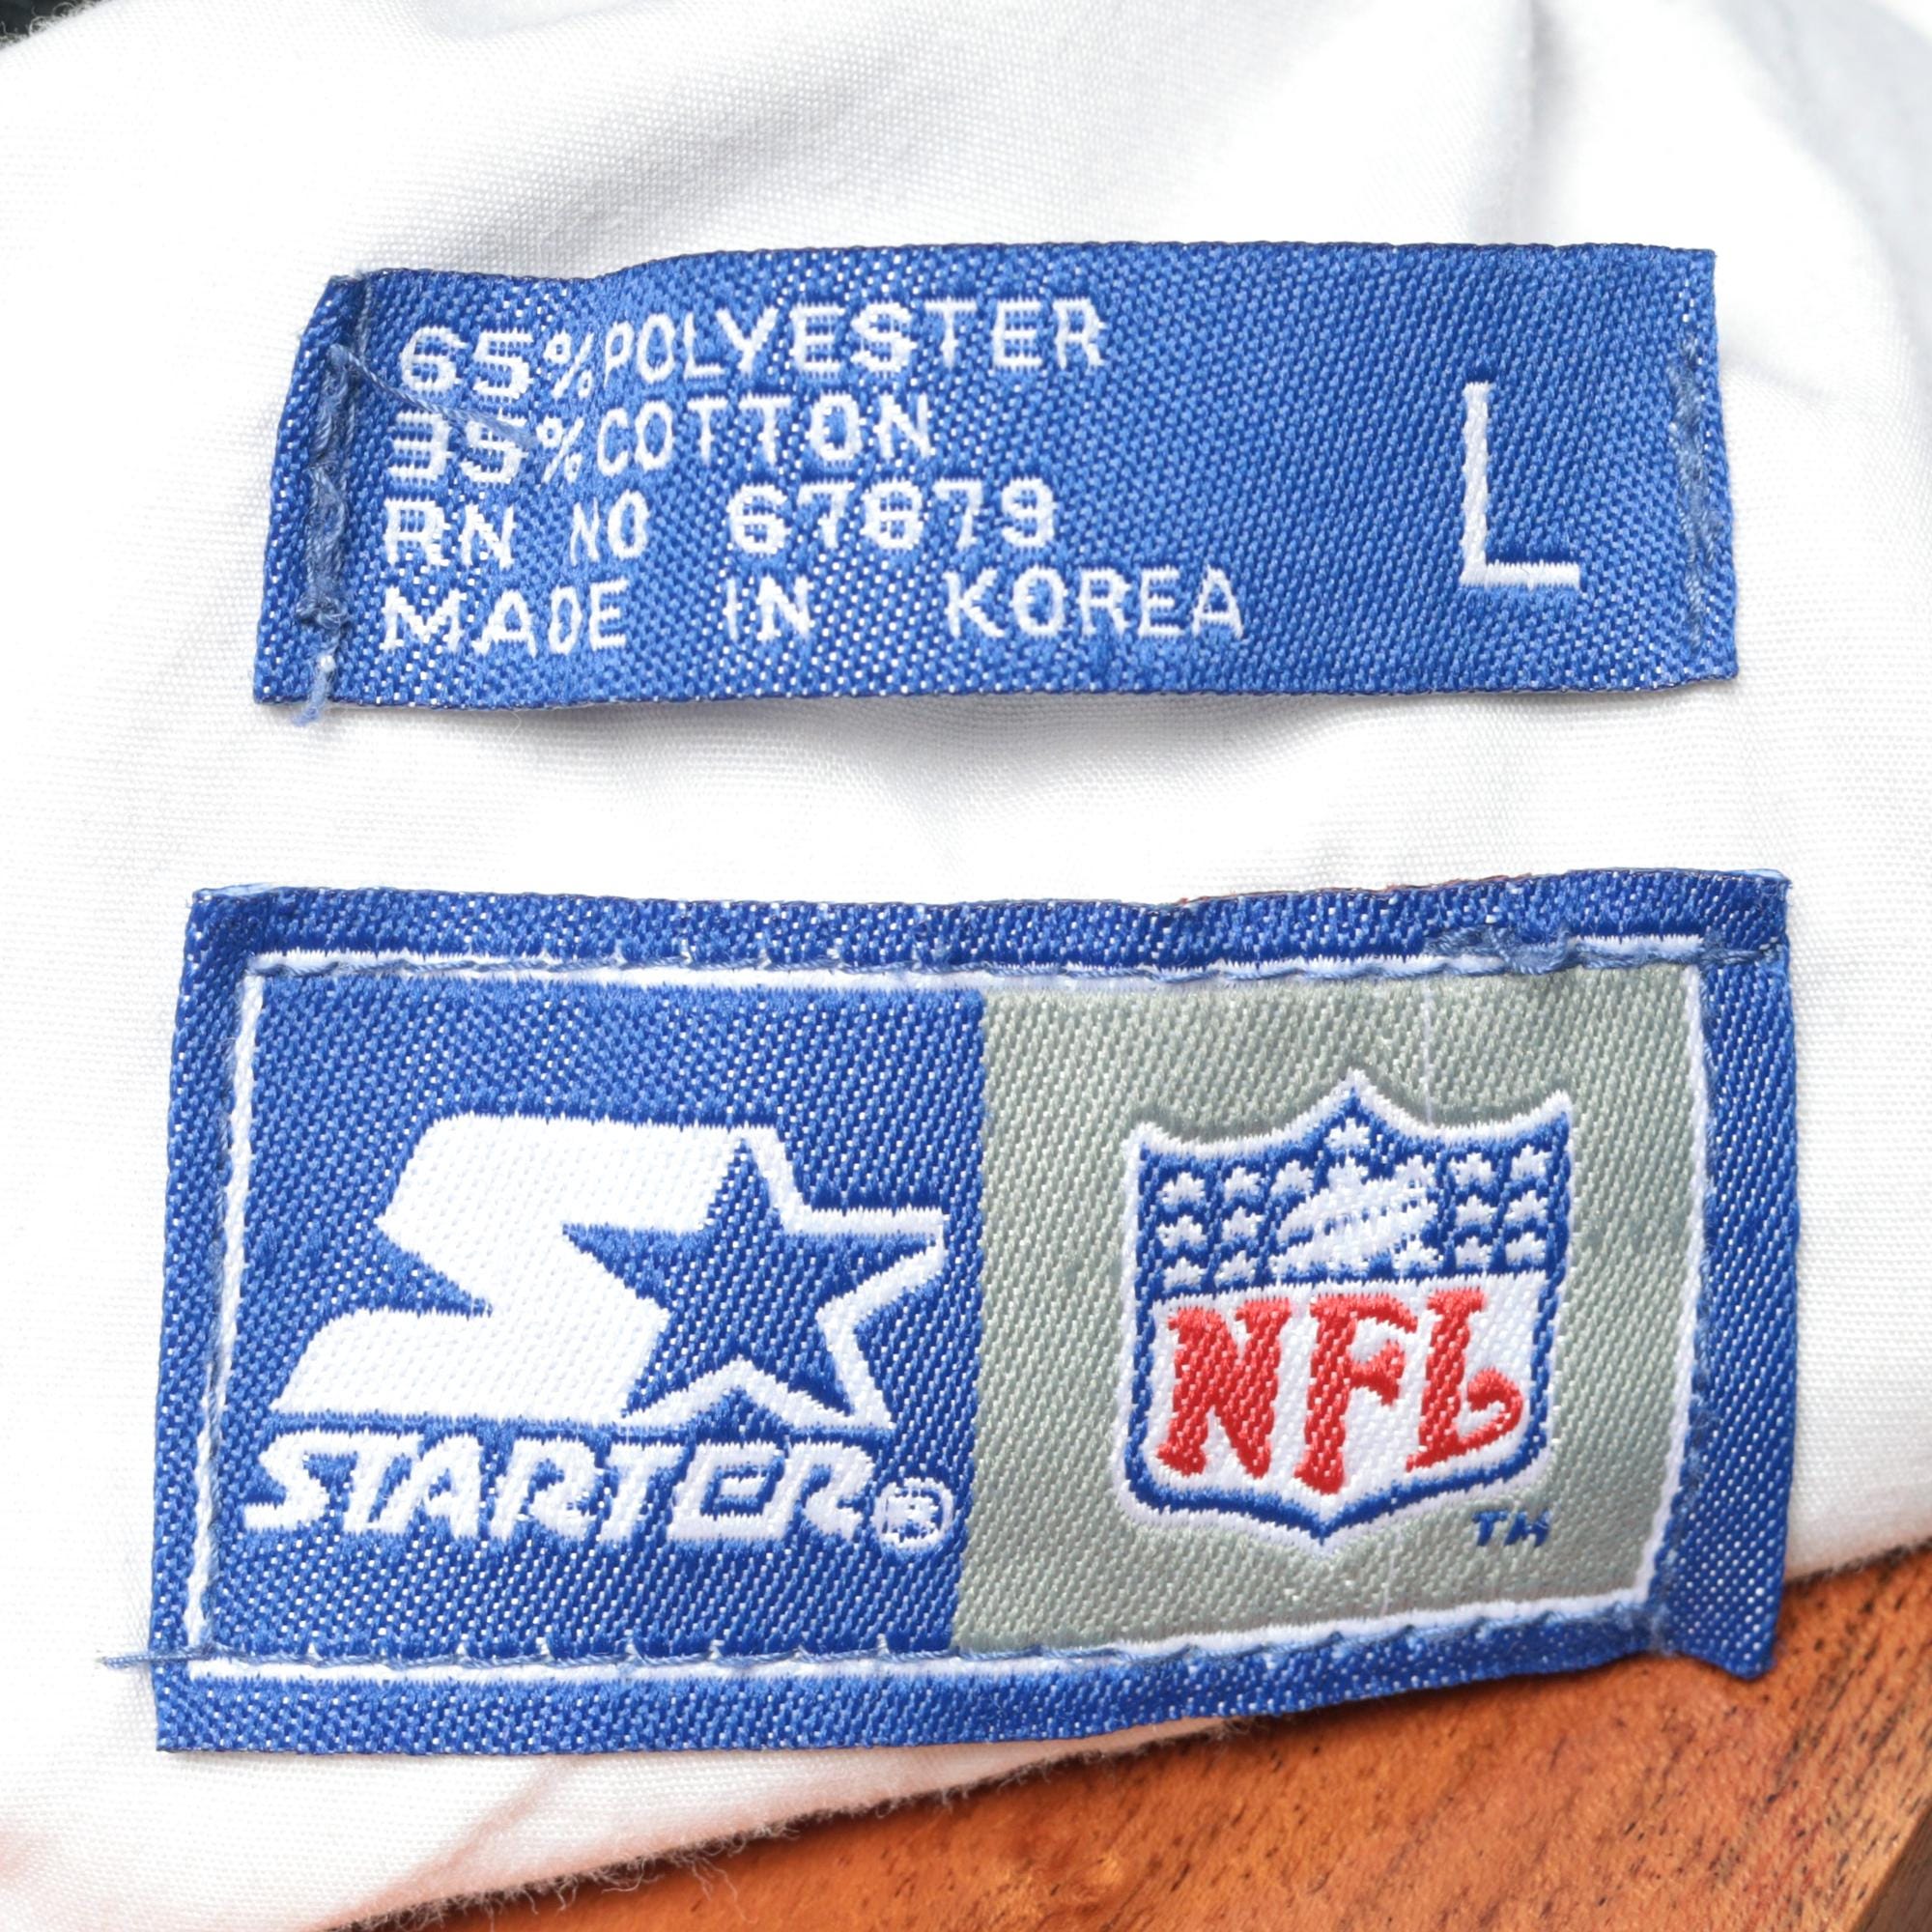 65% POLYESTER
35% COTTON
RN NO 67879
MADE IN KOREA
L
STARTER®
NFL
TM